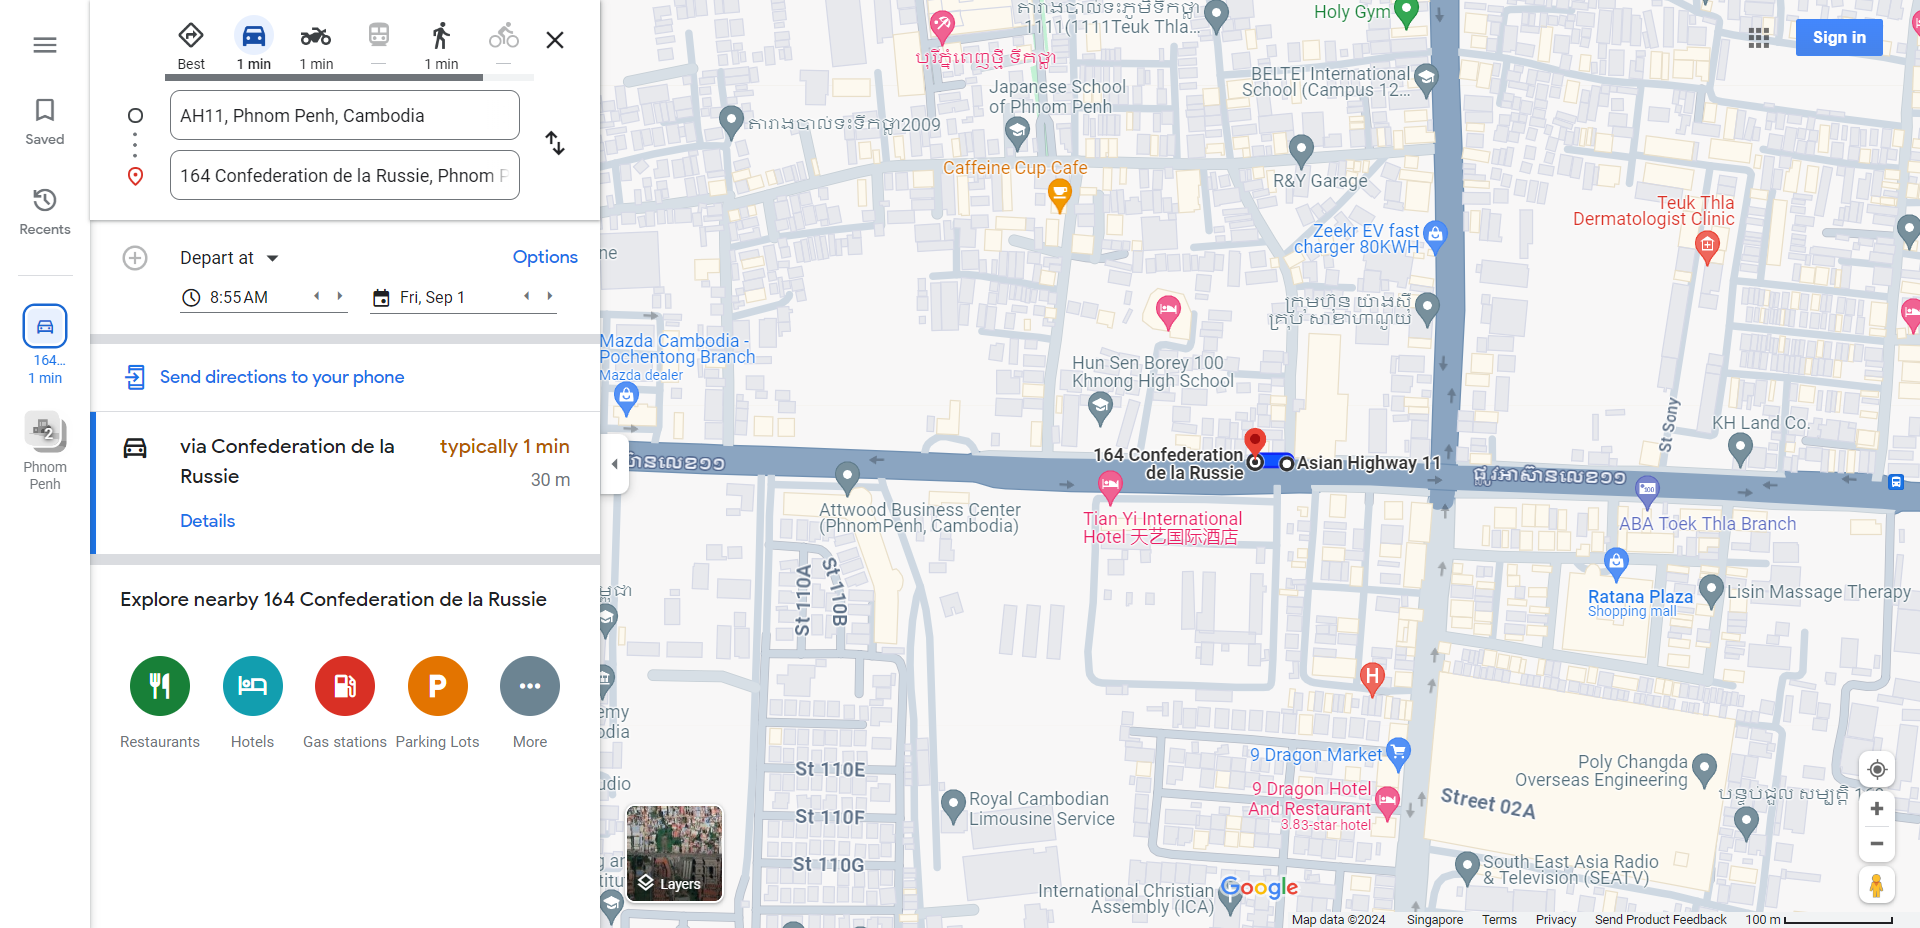 Best
1 min
1 min
—
1 min
—
AH11, Phnom Penh, Cambodia
164 Confederation de la Russie, Phnom P
Saved
Recents
164...
1 min
2
Phnom
Penh
Depart at
Options
8:55 AM
Fri, Sep 1
Send directions to your phone
via Confederation de la
Russie
typically 1 min
30 m
Details
Explore nearby 164 Confederation de la Russie
Restaurants
Hotels
Gas stations
P
Parking Lots
More
Sign in
តារាងបាល់ទះភូមិទឹកថ្លា
1111(1111Teuk Thla...
Holy Gym
បុរីភ្នំពេញថ្មី ទឹកថ្លា
BELTEI International
School (Campus 12...
Japanese School
of Phnom Penh
តារាងបាល់ទះទឹកថ្លា2009
Caffeine Cup Cafe
R&Y Garage
Teuk Thla
Dermatologist Clinic
Zeekr EV fast
charger 80KWH
ne
ក្រុមហ៊ុន យ៉ាងស៊ី
គ្រុប សាខាហាណូយ
Mazda Cambodia -
Pochentong Branch
Mazda dealer
Hun Sen Borey 100
Khnong High School
St Sony
KH Land Co.
164 Confederation
de la Russie
Asian Highway 11
ផ្លូវអាស៊ានលេខ១១
Tian Yi International
Hotel 天艺国际酒店
Attwood Business Center
(PhnomPenh, Cambodia)
ABA Toek Thla Branch
St 110A
St 110B
Ratana Plaza
Shopping mall
Lisin Massage Therapy
H
emy
odia
udio
9 Dragon Market
9 Dragon Hotel
And Restaurant
3.83-star hotel
Poly Changda
Overseas Engineering
Street 02A
St 110E
St 110F
St 110G
Royal Cambodian
Limousine Service
South East Asia Radio
& Television (SEATV)
International Christian
Assembly (ICA)
Layers
Google
Map data ©2024
Singapore
Terms
Privacy
Send Product Feedback
100 m